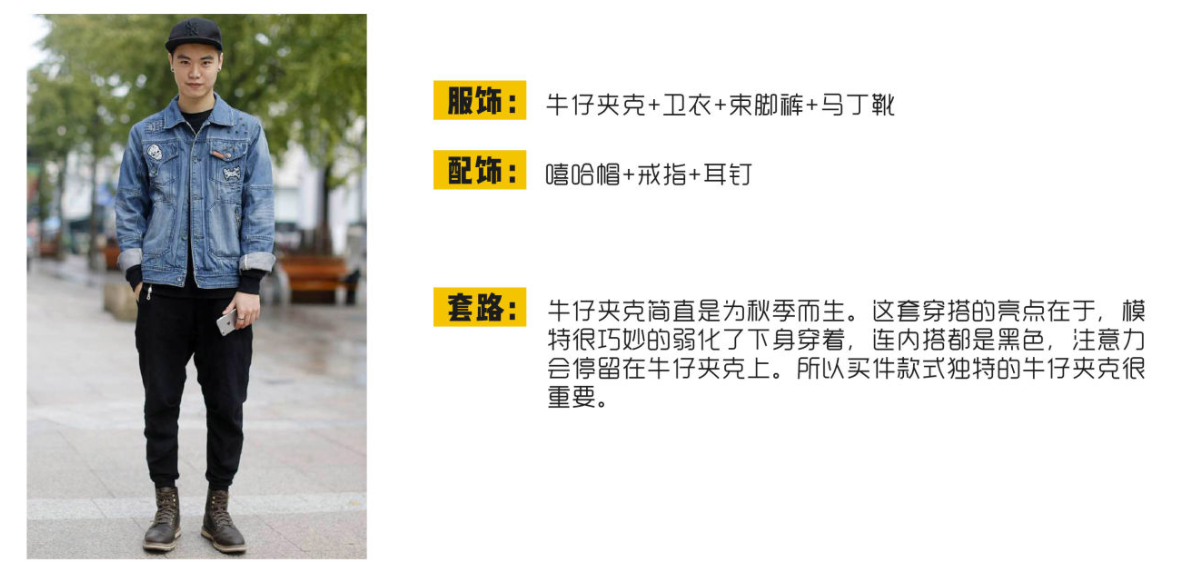 服饰： 牛仔夹克+卫衣+束脚裤+马丁靴
配饰： 嘻哈帽+戒指+耳钉
套路： 牛仔夹克简直是为秋季而生。这套穿搭的亮点在于，模
特很巧妙的弱化了下身穿着，连内搭都是黑色，注意力
会停留在牛仔夹克上。所以买件款式独特的牛仔夹克很
重要。